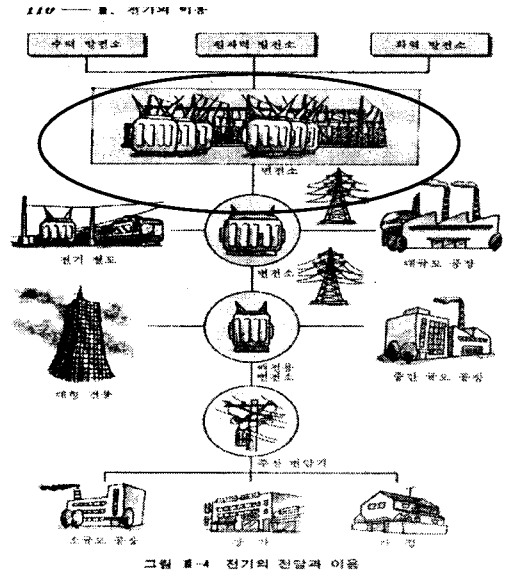 110 — Ⅲ. 전기의 이용
수력 발전소 원자력 발전소 화력 발전소
변전소
전기 철도 변전소 대규모 공장
대형 건물 배전용 변전소 중간 규모 공장
주상 변압기
소규모 공장 상가 가정
그림 Ⅲ-4 전기의 전달과 이용